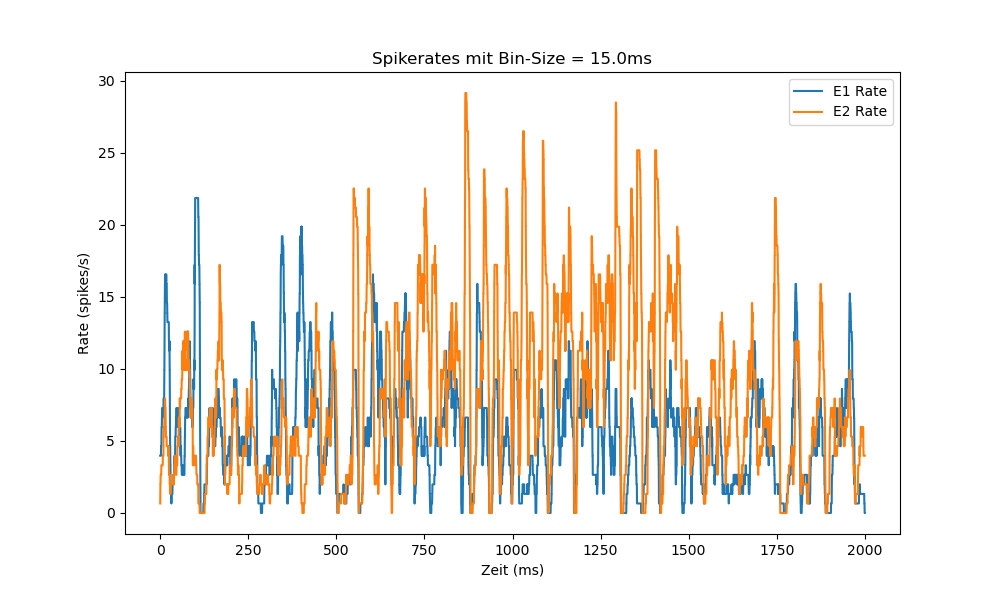 Spikerates mit Bin-Size = 15.0ms
E1 Rate
E2 Rate
Rate (spikes/s)
30
25
20
15
10
5
0
0 250 500 750 1000 1250 1500 1750 2000
Zeit (ms)